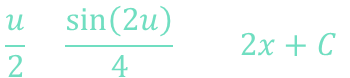 u/2 sin(2u)/4 2x + C